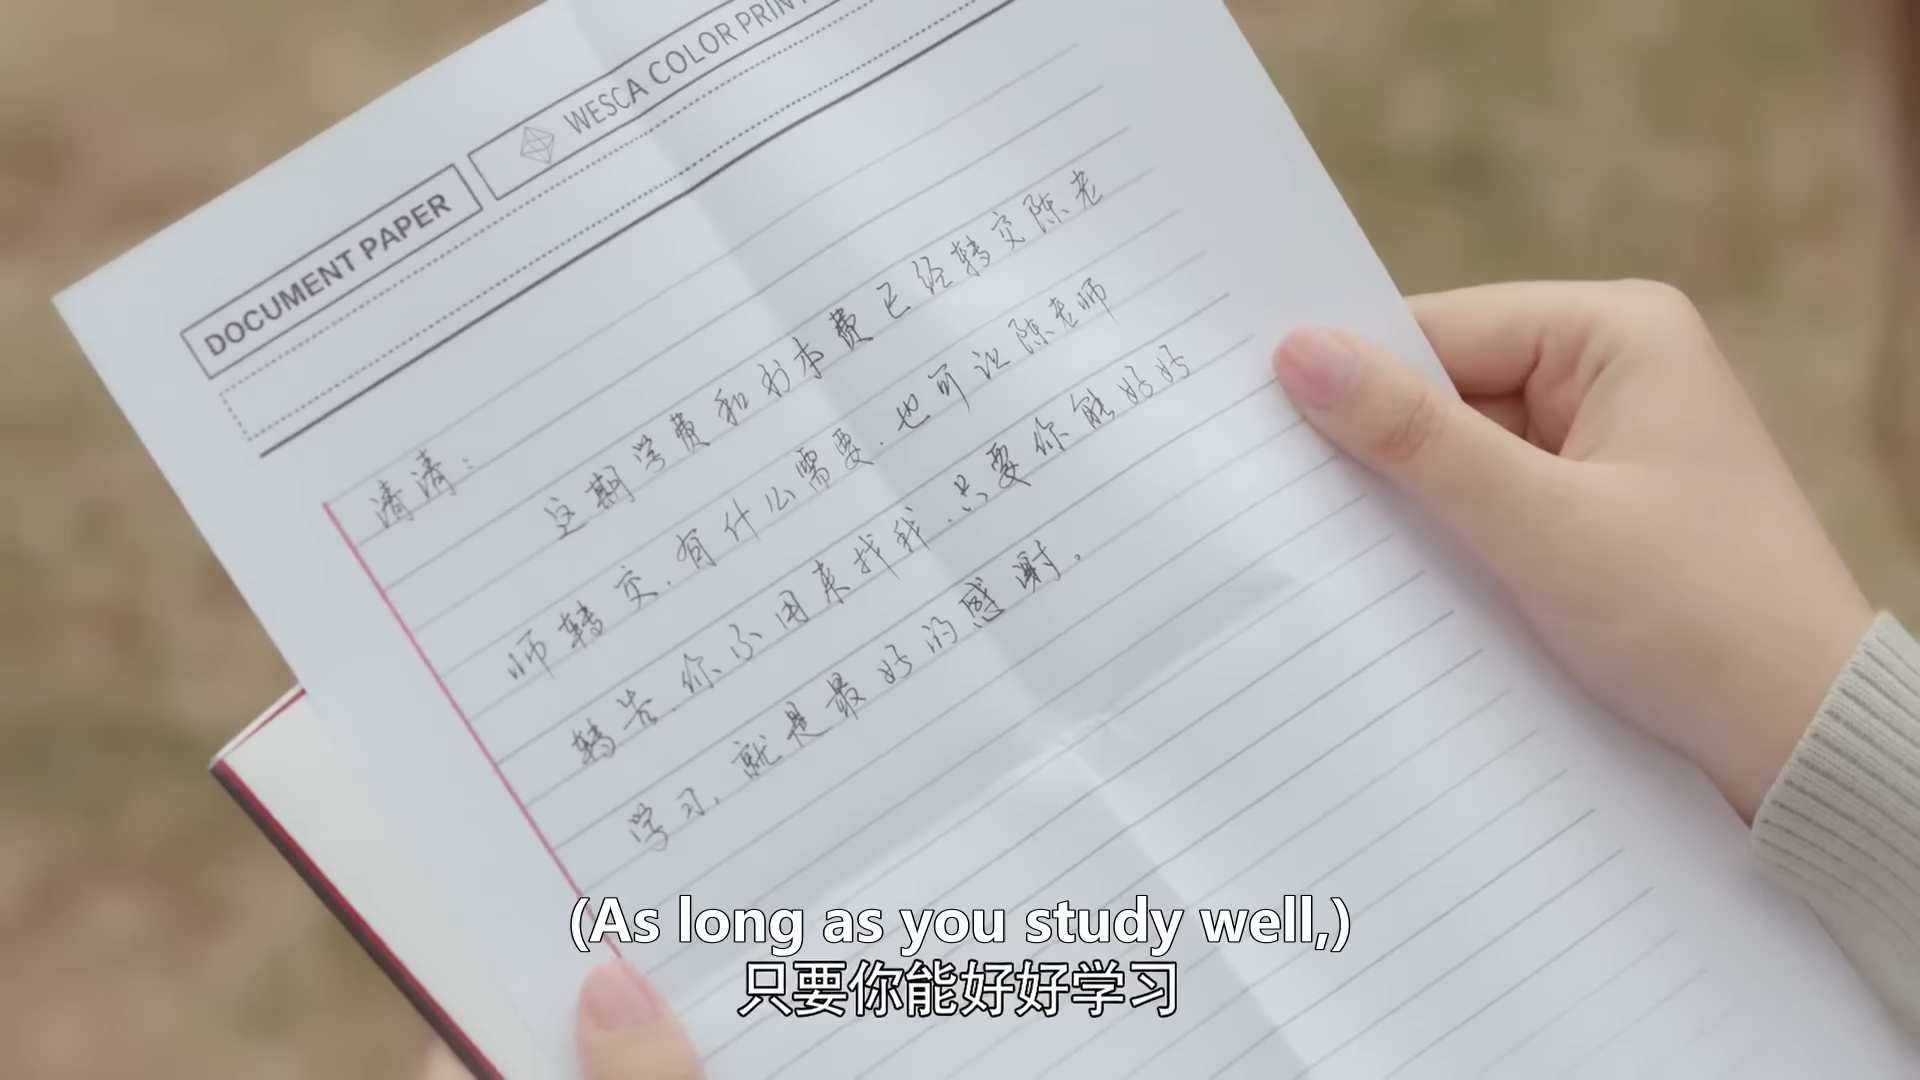 DOCUMENT PAPER
WESCA COLOR PRIN
清清：
这期学费和书本费已经转交陈老
师转交，有什么需要，也可让陈老师
转告，你不用来找我，只要你能好好
学习，就是最好的感谢。
(As long as you study well,)
只要你能好好学习